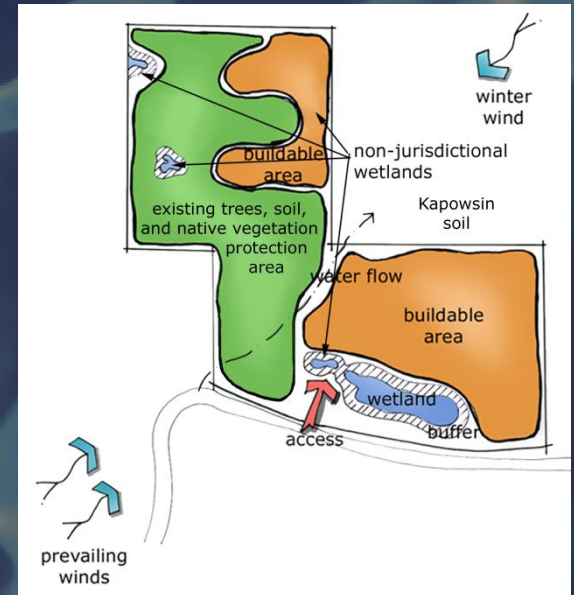 winter
wind
non-jurisdictional
wetlands
buildable
area
Kapowsin
soil
existing trees, soil,
and native vegetation
protection
area
water flow
buildable
area
wetland
buffer
access
prevailing
winds